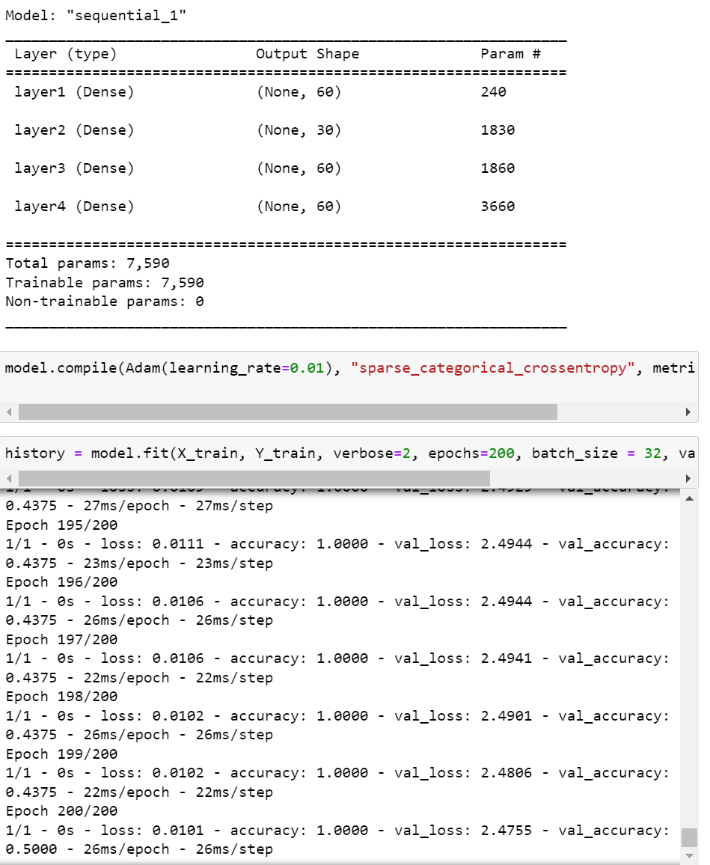 Model: "sequential_1"
Layer (type) Output Shape Param #
layer1 (Dense) (None, 60) 240
layer2 (Dense) (None, 30) 1830
layer3 (Dense) (None, 60) 1860
layer4 (Dense) (None, 60) 3660
Total params: 7,590
Trainable params: 7,590
Non-trainable params: 0
model.compile(Adam(learning_rate=0.01), "sparse_categorical_crossentropy", metri
history = model.fit(X_train, Y_train, verbose=2, epochs=200, batch_size = 32, va
0.4375 - 27ms/epoch - 27ms/step
Epoch 195/200
1/1 - 0s - loss: 0.0111 - accuracy: 1.0000 - val_loss: 2.4944 - val_accuracy:
0.4375 - 23ms/epoch - 23ms/step
Epoch 196/200
1/1 - 0s - loss: 0.0106 - accuracy: 1.0000 - val_loss: 2.4944 - val_accuracy:
0.4375 - 26ms/epoch - 26ms/step
Epoch 197/200
1/1 - 0s - loss: 0.0106 - accuracy: 1.0000 - val_loss: 2.4941 - val_accuracy:
0.4375 - 22ms/epoch - 22ms/step
Epoch 198/200
1/1 - 0s - loss: 0.0102 - accuracy: 1.0000 - val_loss: 2.4901 - val_accuracy:
0.4375 - 26ms/epoch - 26ms/step
Epoch 199/200
1/1 - 0s - loss: 0.0102 - accuracy: 1.0000 - val_loss: 2.4806 - val_accuracy:
0.4375 - 22ms/epoch - 22ms/step
Epoch 200/200
1/1 - 0s - loss: 0.0101 - accuracy: 1.0000 - val_loss: 2.4755 - val_accuracy:
0.5000 - 26ms/epoch - 26ms/step